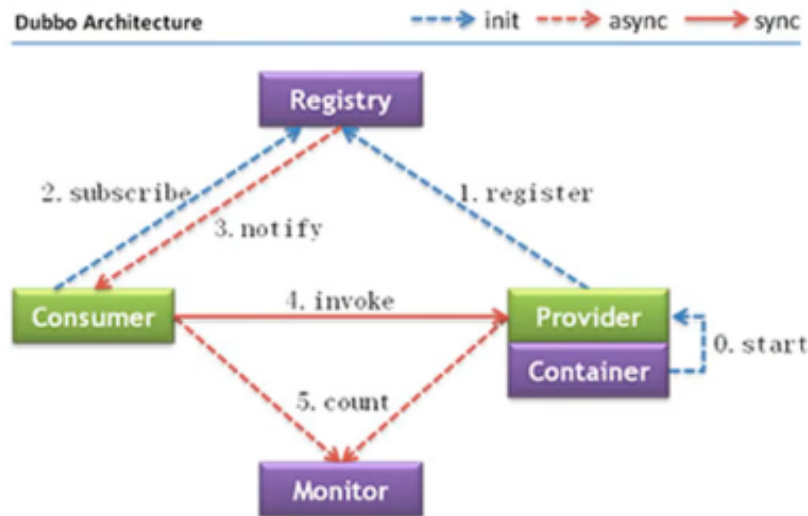 Dubbo Architecture
init
async
sync
Registry
2. subscribe
1. register
3. notify
Consumer
4. invoke
Provider
0. start
Container
5. count
Monitor